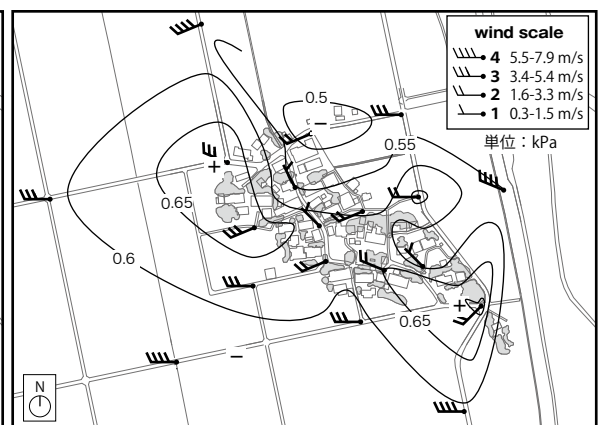 wind scale
4 5.5-7.9 m/s
3 3.4-5.4 m/s
2 1.6-3.3 m/s
1 0.3-1.5 m/s
単位：kPa
0.5
−
0.55
+
0.65
0.6
+
0.65
−
N